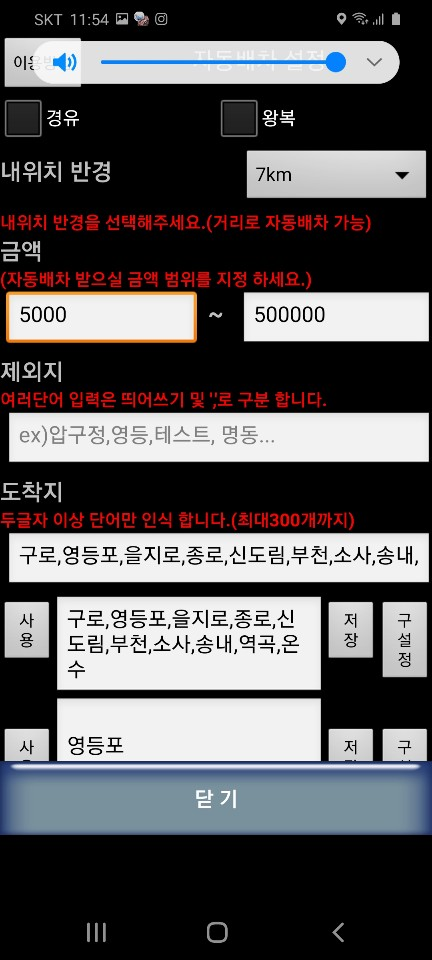 SKT 11:54
이용방
자동배차 설정
경유 왕복
내위치 반경 7km
내위치 반경을 선택해주세요.(거리로 자동배차 가능)
금액
(자동배차 받으실 금액 범위를 지정 하세요.)
5000 ~ 500000
제외지
여러단어 입력은 띄어쓰기 및 ','로 구분 합니다.
ex)압구정,영등,테스트, 명동...
도착지
두글자 이상 단어만 인식 합니다.(최대300개까지)
구로,영등포,을지로,종로,신도림,부천,소사,송내,
사용
구로,영등포,을지로,종로,신
도림,부천,소사,송내,역곡,온
수
저장
구설정
사
영등포
저
구
닫 기